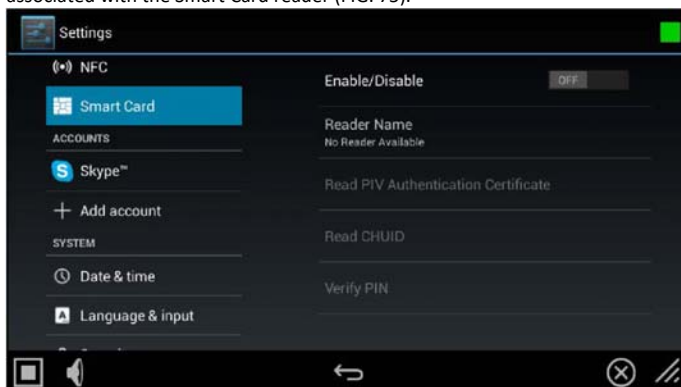 associated with the Smart Card reader (FIG. 75).
Settings
NFC
Smart Card
ACCOUNTS
Skype™
+ Add account
SYSTEM
Date & time
A Language & input
Enable/Disable OFF
Reader Name
No Reader Available
Read PIV Authentication Certificate
Read CHUID
Verify PIN